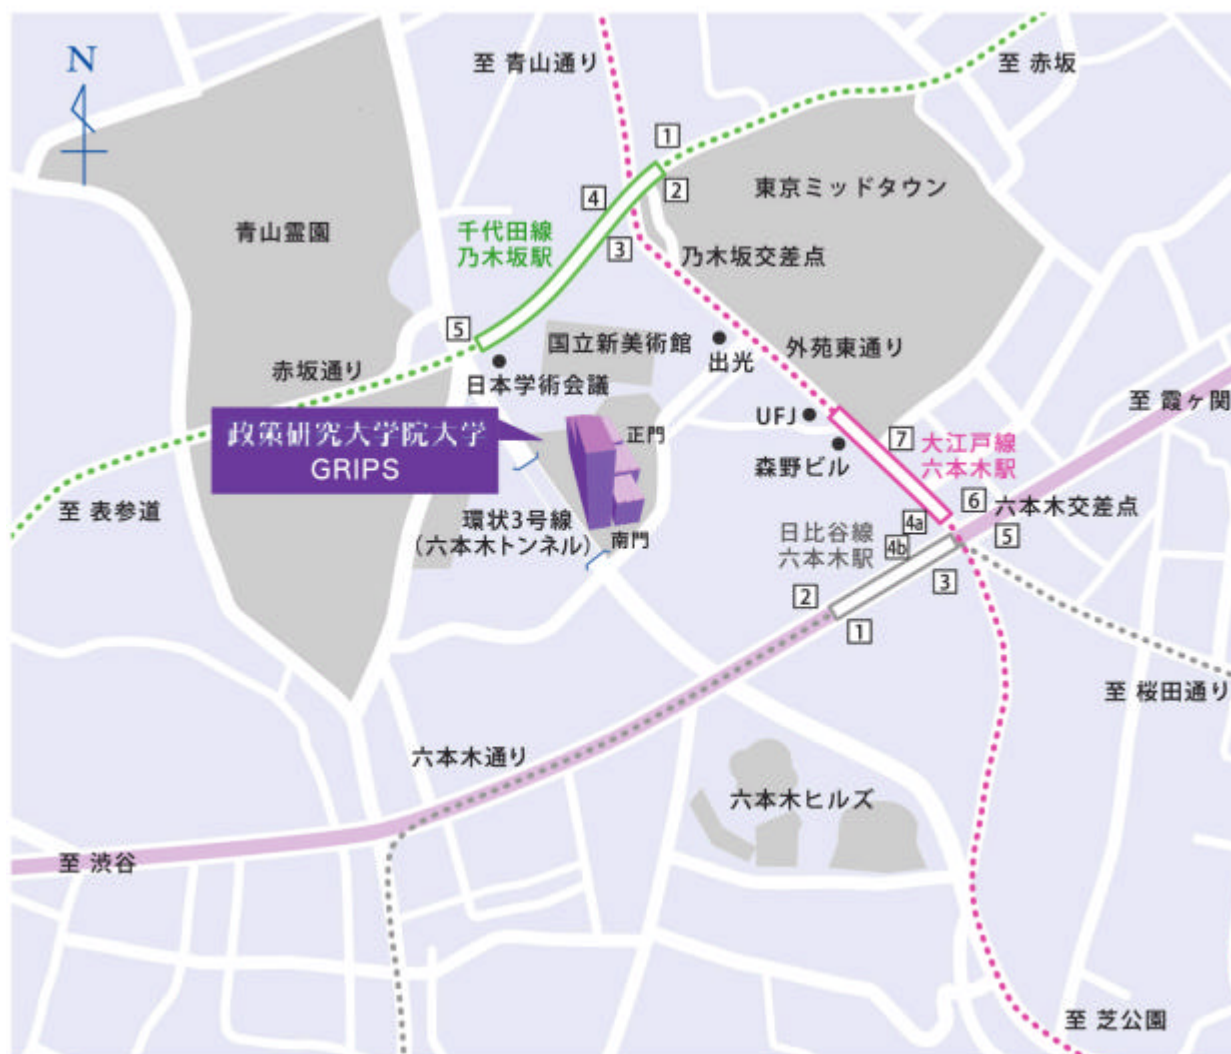 N
至 青山通り
至 赤坂
1
2
4
3
東京ミッドタウン
青山霊園
千代田線
乃木坂駅
乃木坂交差点
5
国立新美術館
出光
外苑東通り
赤坂通り
日本学術会議
至 霞ヶ関
政策研究大学院大学
GRIPS
正門
UFJ
森野ビル
7
大江戸線
六本木駅
至 表参道
環状3号線
(六本木トンネル)
南門
日比谷線
六本木駅
4a
4b
6
六本木交差点
5
3
2
1
至 桜田通り
六本木通り
六本木ヒルズ
至 渋谷
至 芝公園